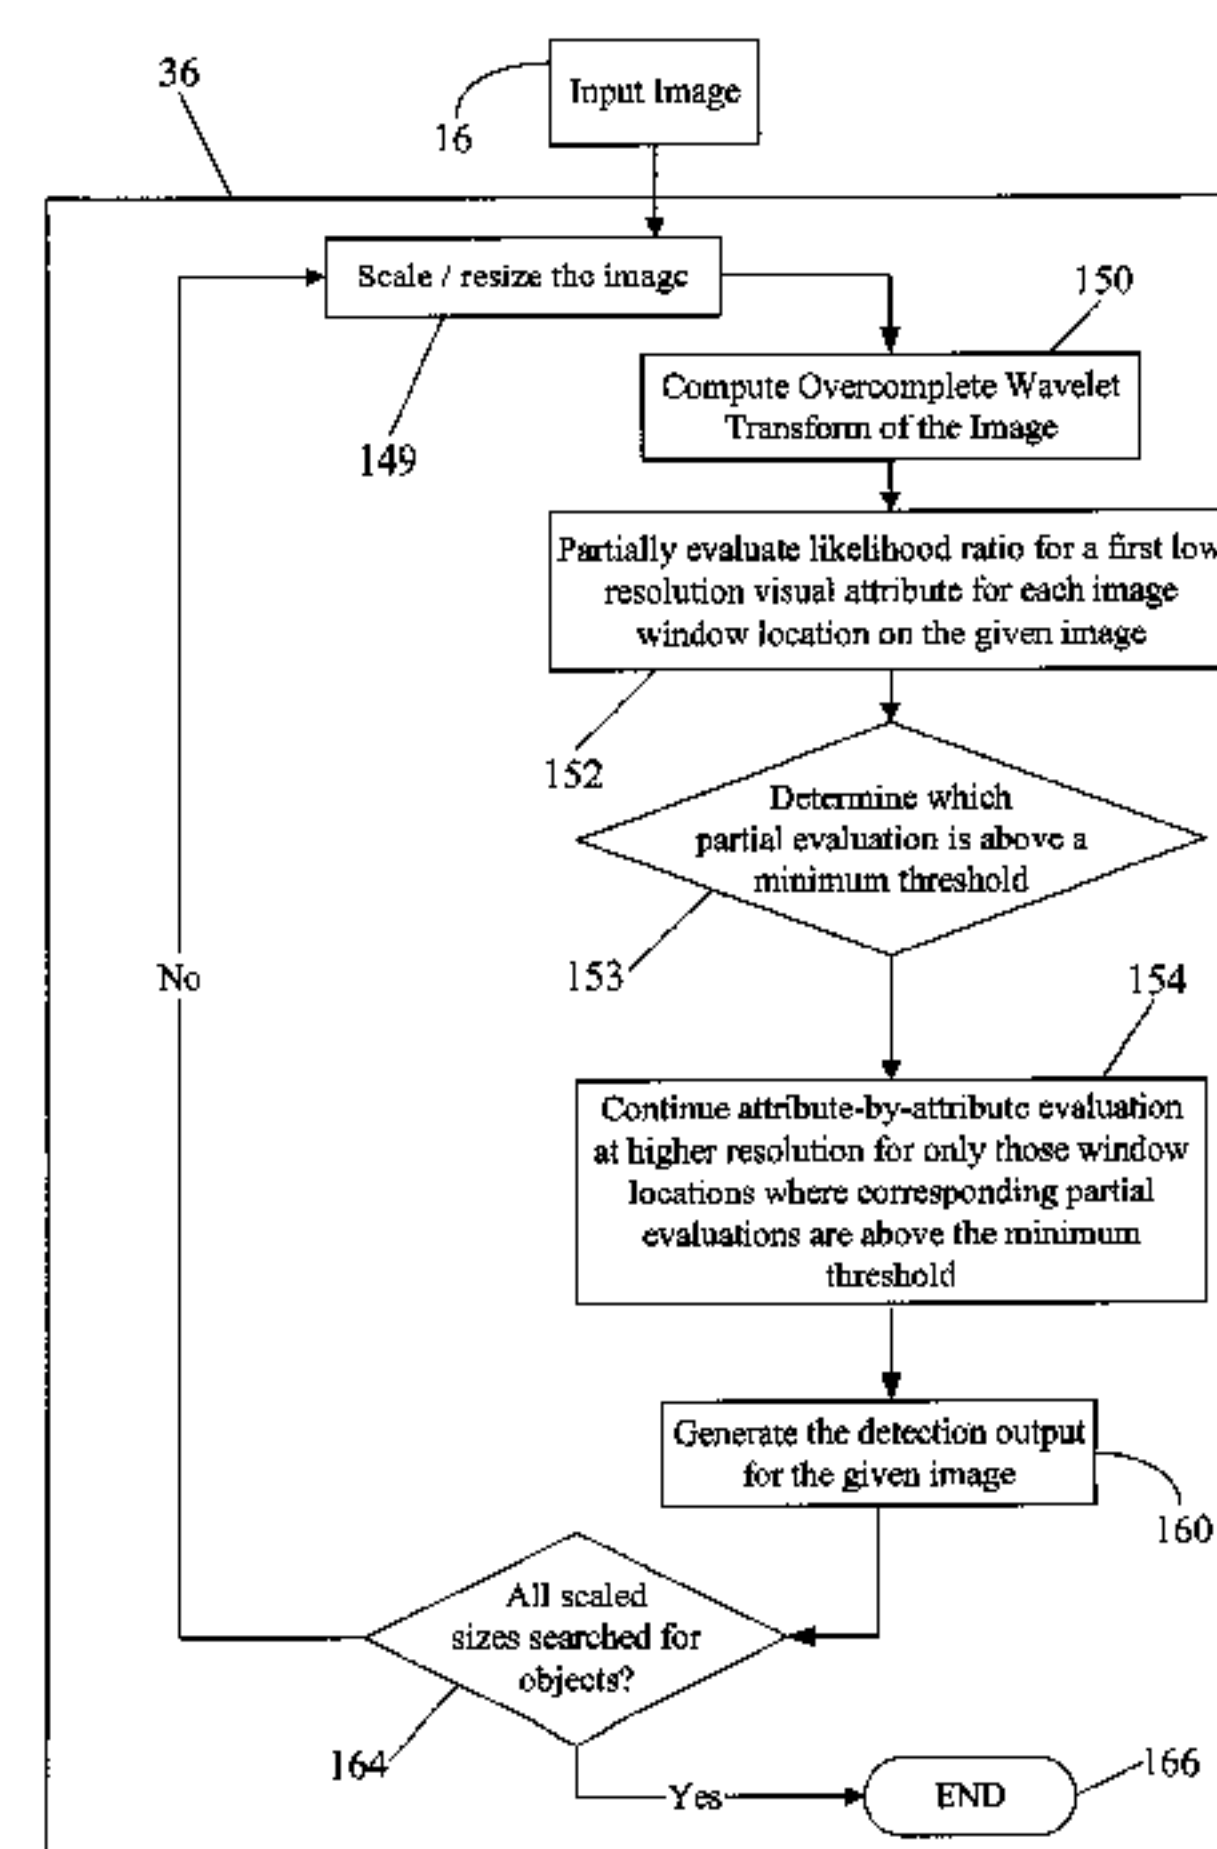 36
Input Image
16
Scale / resize the image
150
Compute Overcomplete Wavelet
Transform of the Image
149
Partially evaluate likelihood ratio for a first low
resolution visual attribute for each image
window location on the given image
152
Determine which
partial evaluation is above a
minimum threshold
153
No
154
Continue attribute-by-attribute evaluation
at higher resolution for only those window
locations where corresponding partial
evaluations are above the minimum
threshold
Generate the detection output
for the given image
160
All scaled
sizes searched for
objects?
164
Yes
END
166